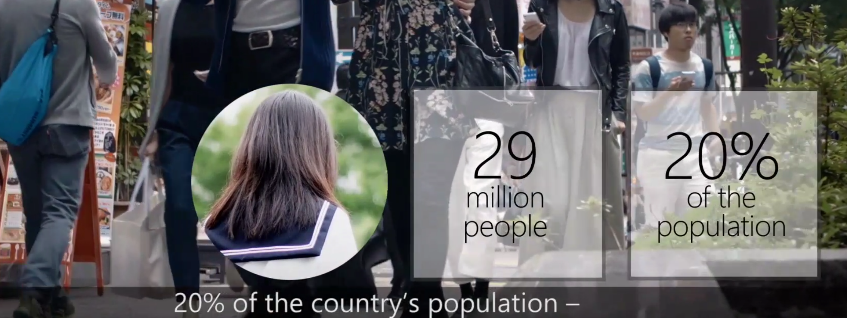 29
million
people
20%
of the
population
20% of the country's population –